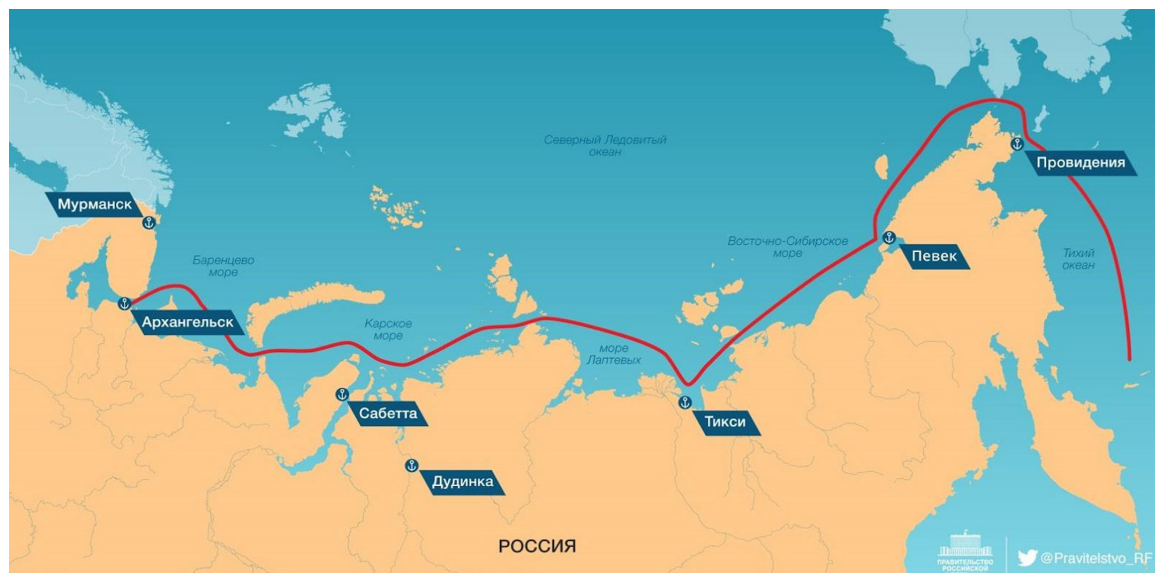 Северный Ледовитый
океан
Провидения
Мурманск
Восточно-Сибирское
море
Певек
Тихий
океан
Баренцево
море
Архангельск
Карское
море
море
Лаптевых
Сабетта
Тикси
Дудинка
РОССИЯ
ПРАВИТЕЛЬСТВО
РОССИЙСКОЙ
@Pravitelstvo_RF